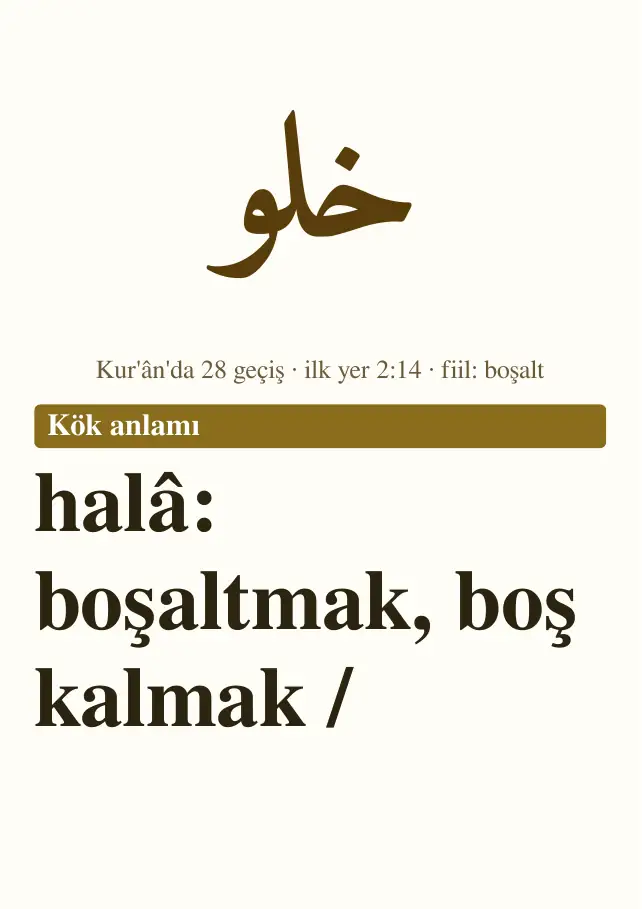 خلو
Kur'ân'da 28 geçiş · ilk yer 2:14 · fiil: boşalt
Kök anlamı
halâ:
boşaltmak, boş
kalmak /